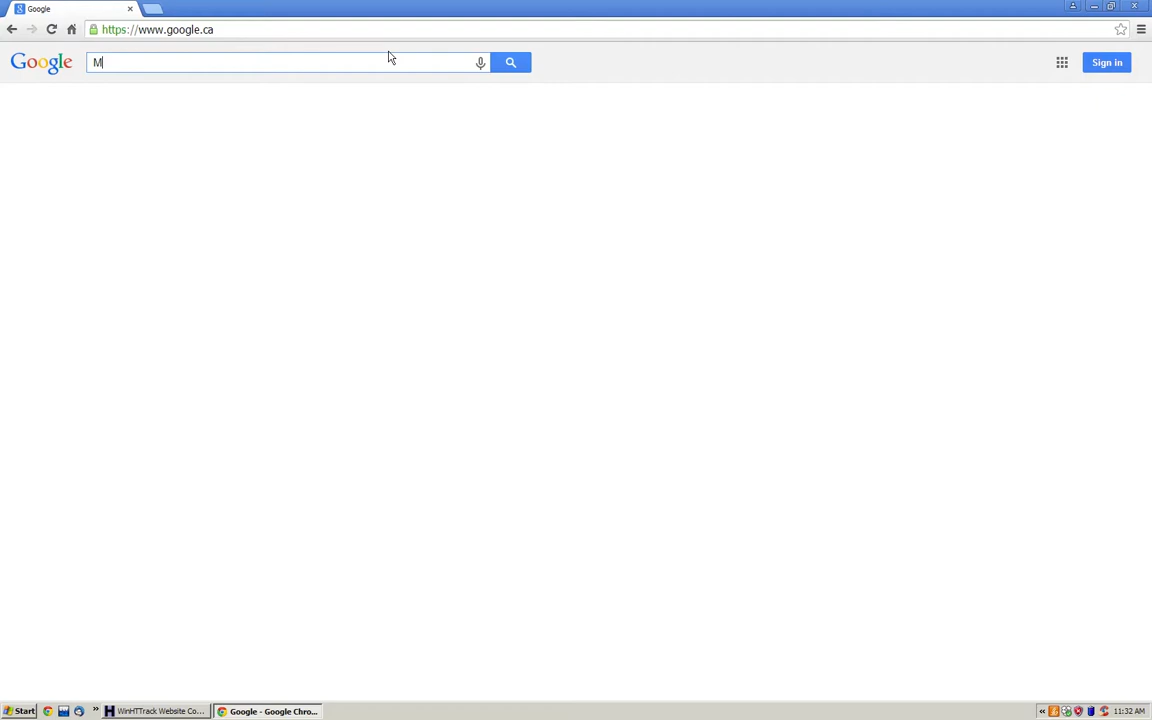 Google
https://www.google.ca
Google
M
Sign in
Start
WinHTTrack Website Co...
Google - Google Chro...
11:32 AM